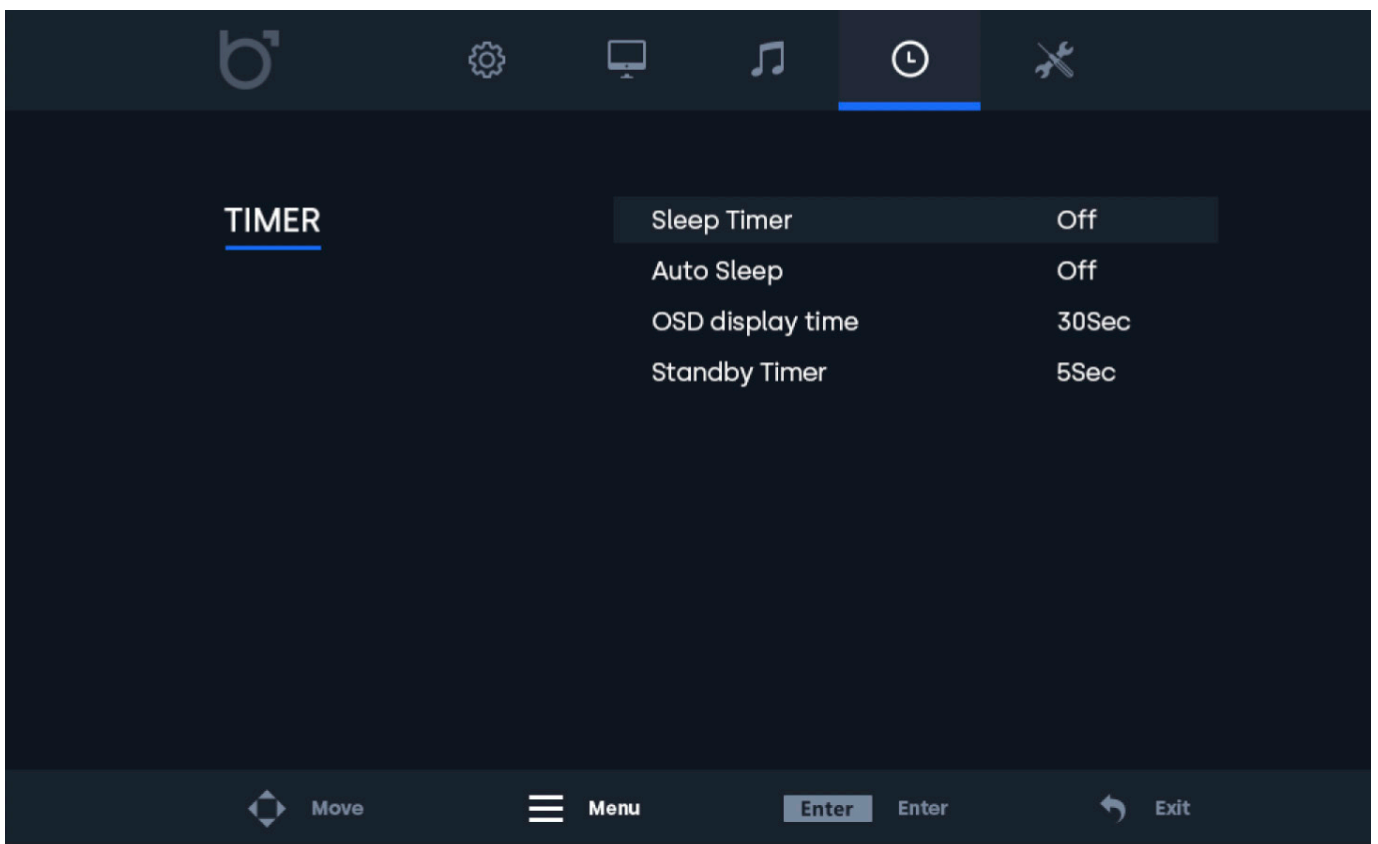 TIMER
Sleep Timer Off
Auto Sleep Off
OSD display time 30Sec
Standby Timer 5Sec
Move Menu Enter Enter Exit